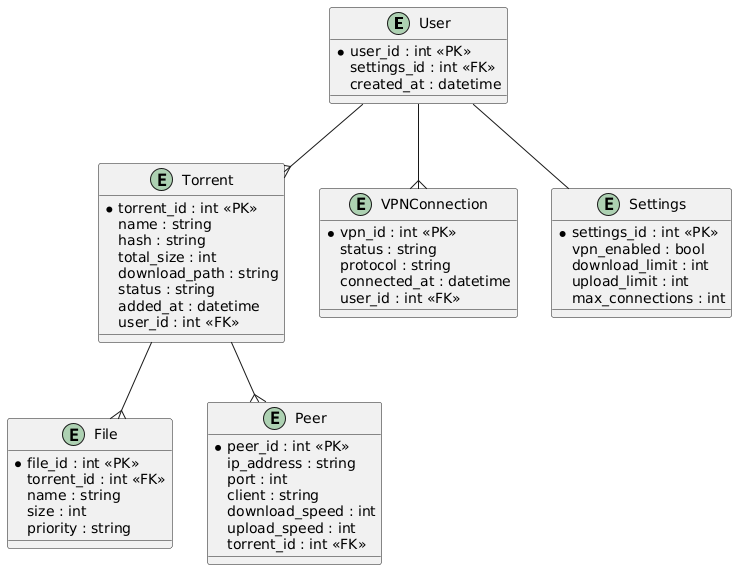 E User
user_id : int «PK»
settings_id : int «FK»
created_at : datetime
E Torrent
torrent_id : int «PK»
name : string
hash : string
total_size : int
download_path : string
status : string
added_at : datetime
user_id : int «FK»
E VPNConnection
vpn_id : int «PK»
status : string
protocol : string
connected_at : datetime
user_id : int «FK»
E Settings
settings_id : int «PK»
vpn_enabled : bool
download_limit : int
upload_limit : int
max_connections : int
E File
file_id : int «PK»
torrent_id : int «FK»
name : string
size : int
priority : string
E Peer
peer_id : int «PK»
ip_address : string
port : int
client : string
download_speed : int
upload_speed : int
torrent_id : int «FK»